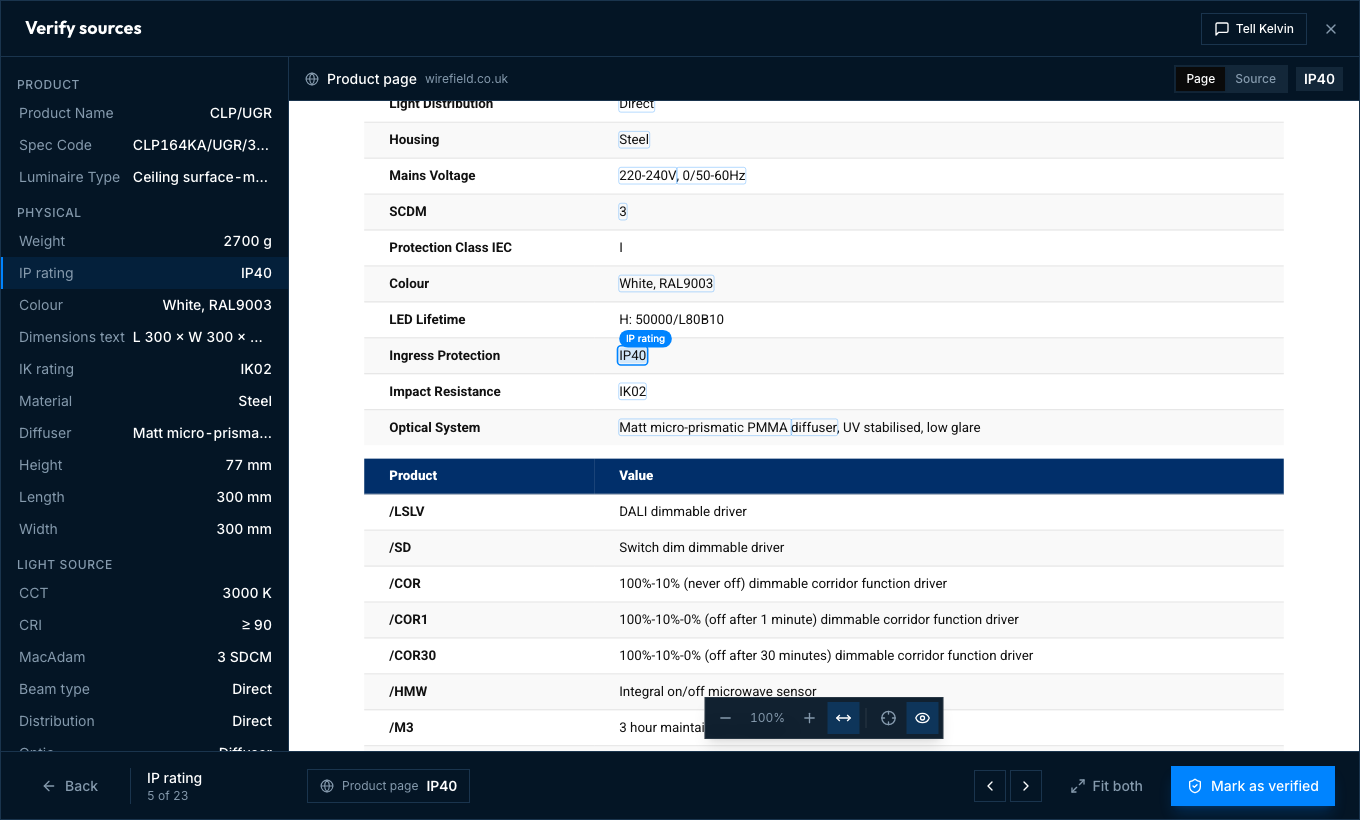 Verify sources
Tell Kelvin
PRODUCT
Product Name CLP/UGR
Spec Code CLP164KA/UGR/3...
Luminaire Type Ceiling surface-m...
PHYSICAL
Weight 2700 g
IP rating IP40
Colour White, RAL9003
Dimensions text L 300 × W 300 × ...
IK rating IK02
Material Steel
Diffuser Matt micro-prisma...
Height 77 mm
Length 300 mm
Width 300 mm
LIGHT SOURCE
CCT 3000 K
CRI ≥ 90
MacAdam 3 SDCM
Beam type Direct
Distribution Direct
Optic Diffuser
Product page wirefield.co.uk
Page Source IP40
Light Distribution Direct
Housing Steel
Mains Voltage 220-240V, 0/50-60Hz
SCDM 3
Protection Class IEC I
Colour White, RAL9003
LED Lifetime H: 50000/L80B10
IP rating
Ingress Protection IP40
Impact Resistance IK02
Optical System Matt micro-prismatic PMMA diffuser, UV stabilised, low glare
Product Value
/LSLV DALI dimmable driver
/SD Switch dim dimmable driver
/COR 100%-10% (never off) dimmable corridor function driver
/COR1 100%-10%-0% (off after 1 minute) dimmable corridor function driver
/COR30 100%-10%-0% (off after 30 minutes) dimmable corridor function driver
/HMW Integral on/off microwave sensor
/M3 3 hour
100%
Back
IP rating
5 of 23
Product page IP40
Fit both
Mark as verified